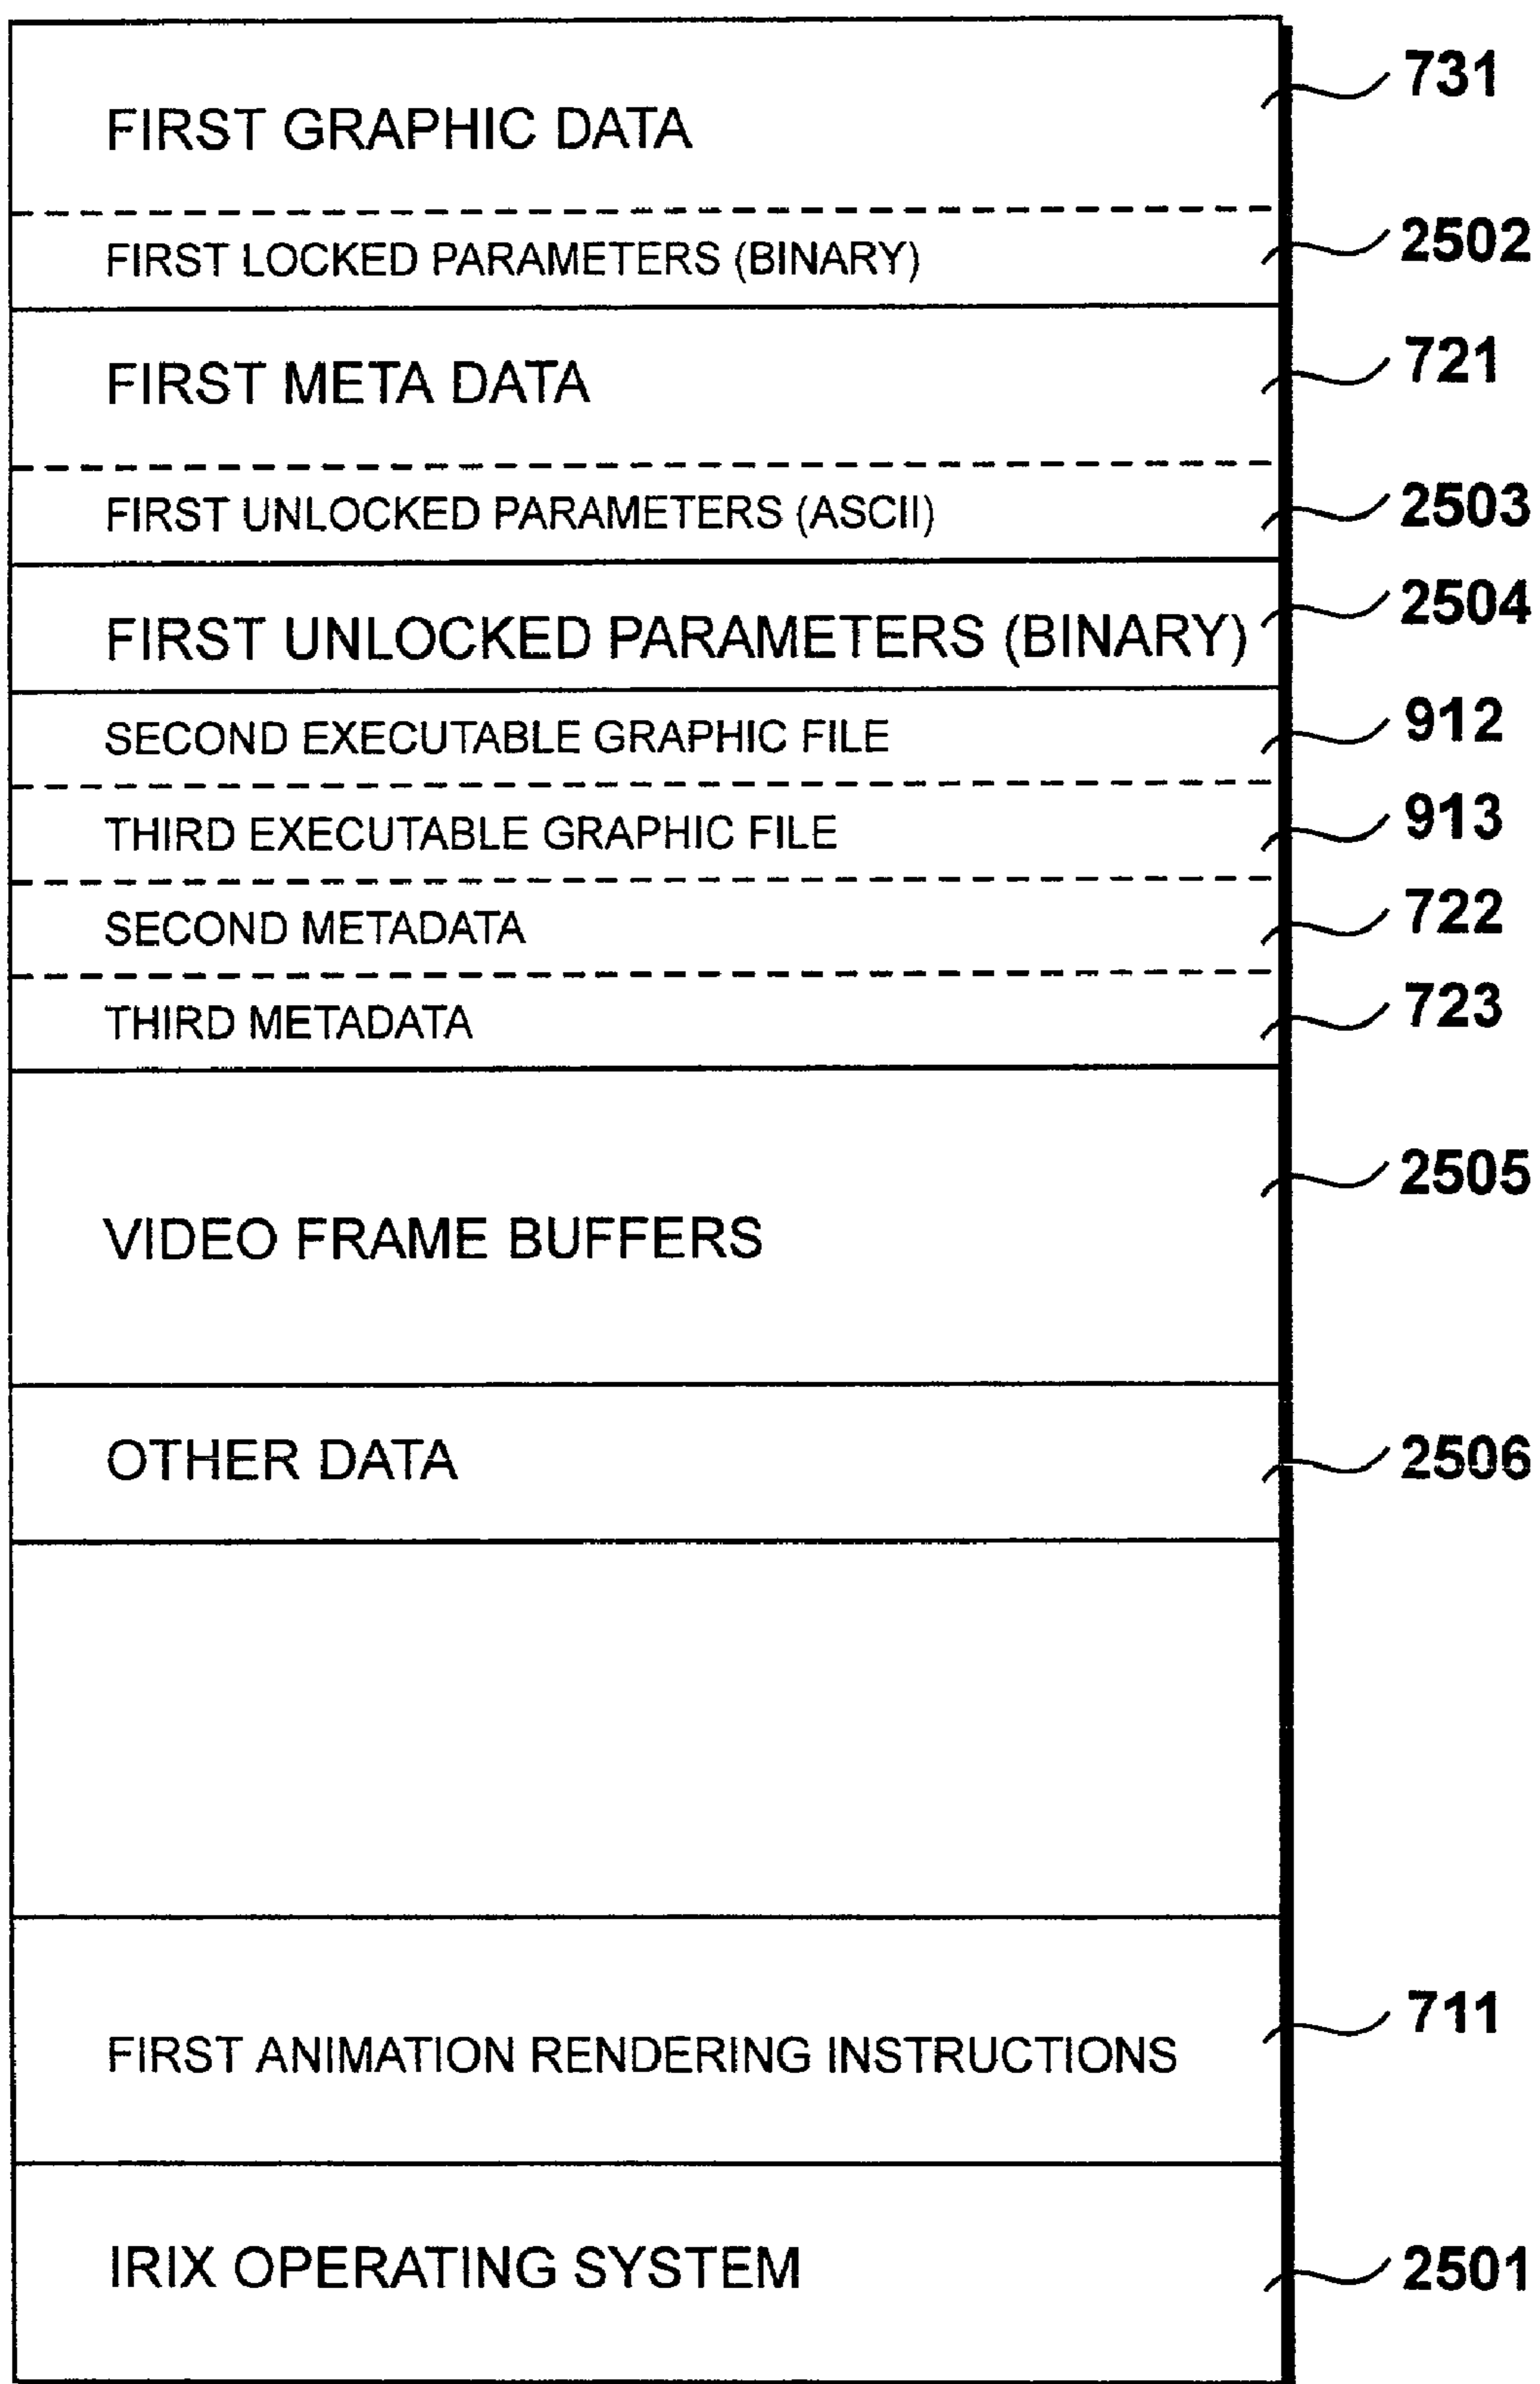 FIRST GRAPHIC DATA 731
FIRST LOCKED PARAMETERS (BINARY) 2502
FIRST META DATA 721
FIRST UNLOCKED PARAMETERS (ASCII) 2503
FIRST UNLOCKED PARAMETERS (BINARY) 2504
SECOND EXECUTABLE GRAPHIC FILE 912
THIRD EXECUTABLE GRAPHIC FILE 913
SECOND METADATA 722
THIRD METADATA 723
VIDEO FRAME BUFFERS 2505
OTHER DATA 2506
FIRST ANIMATION RENDERING INSTRUCTIONS 711
IRIX OPERATING SYSTEM 2501